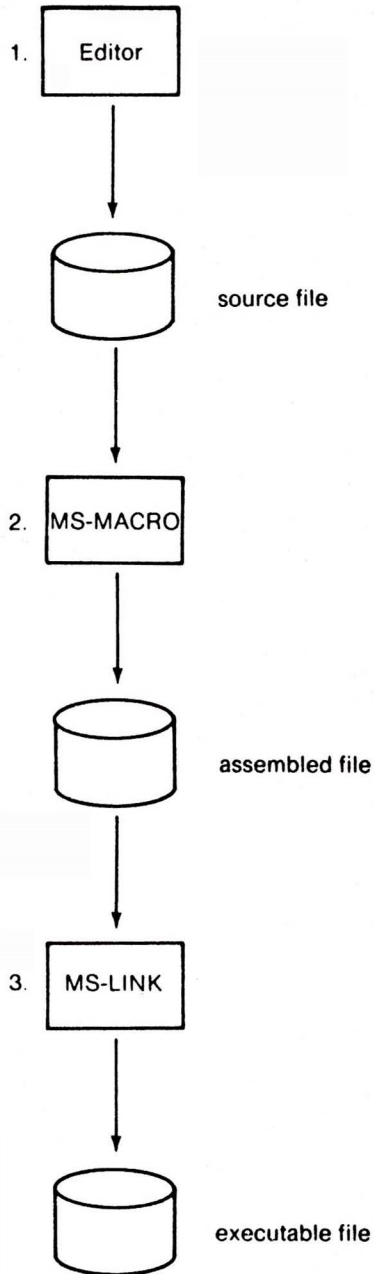 1. Editor
source file
2. MS-MACRO
assembled file
3. MS-LINK
executable file